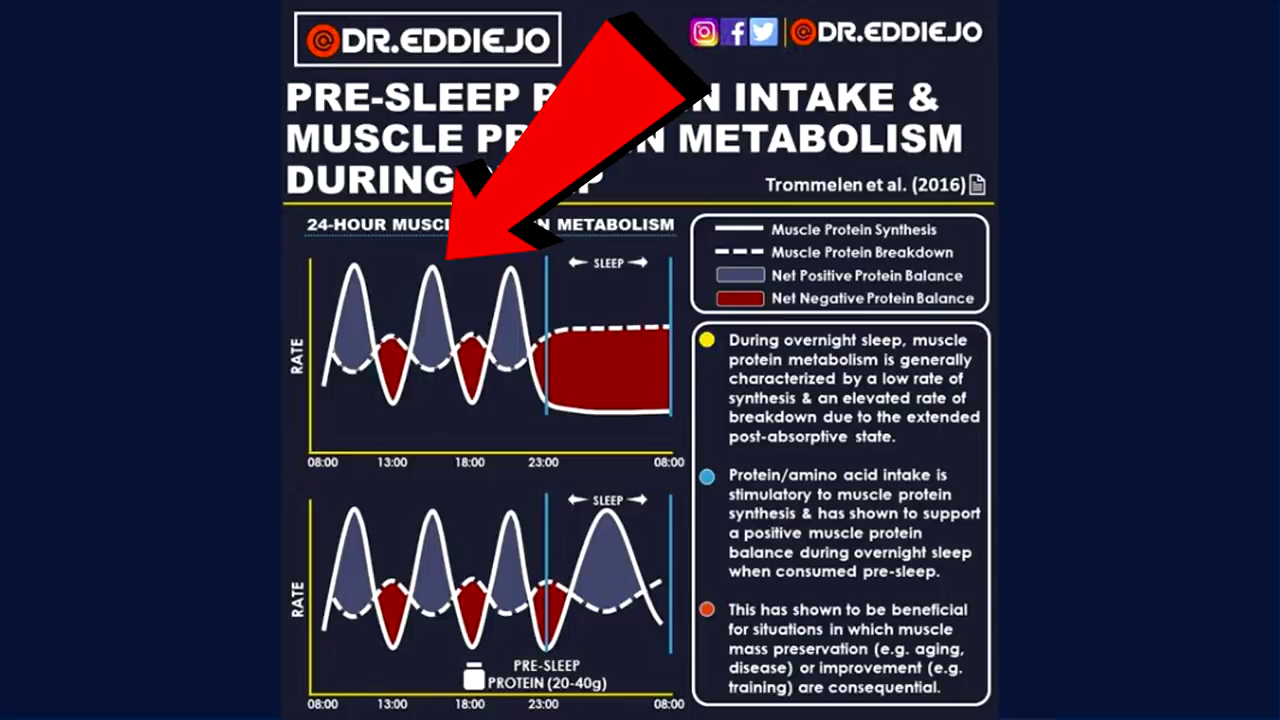 @DR.EDDIEJO
@DR.EDDIEJO
PRE-SLEEP P N INTAKE &
MUSCLE PR N METABOLISM
DURING P
Trommelen et al. (2016)
24-HOUR MUSCL N METABOLISM
RATE
SLEEP
08:00 13:00 18:00 23:00 08:00
RATE
SLEEP
PRE-SLEEP
PROTEIN (20-40g)
08:00 13:00 18:00 23:00 08:00
Muscle Protein Synthesis
Muscle Protein Breakdown
Net Positive Protein Balance
Net Negative Protein Balance
During overnight sleep, muscle
protein metabolism is generally
characterized by a low rate of
synthesis & an elevated rate of
breakdown due to the extended
post-absorptive state.
Protein/amino acid intake is
stimulatory to muscle protein
synthesis & has shown to support
a positive muscle protein
balance during overnight sleep
when consumed pre-sleep.
This has shown to be beneficial
for situations in which muscle
mass preservation (e.g. aging,
disease) or improvement (e.g.
training) are consequential.